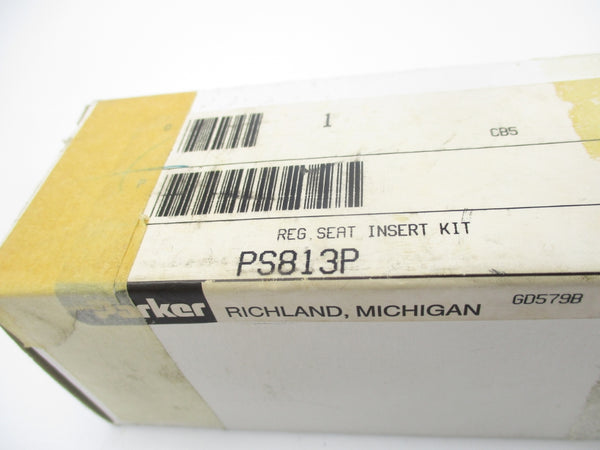 1
CB5
REG.SEAT INSERT KIT
PS813P
Parker RICHLAND, MICHIGAN GD579B